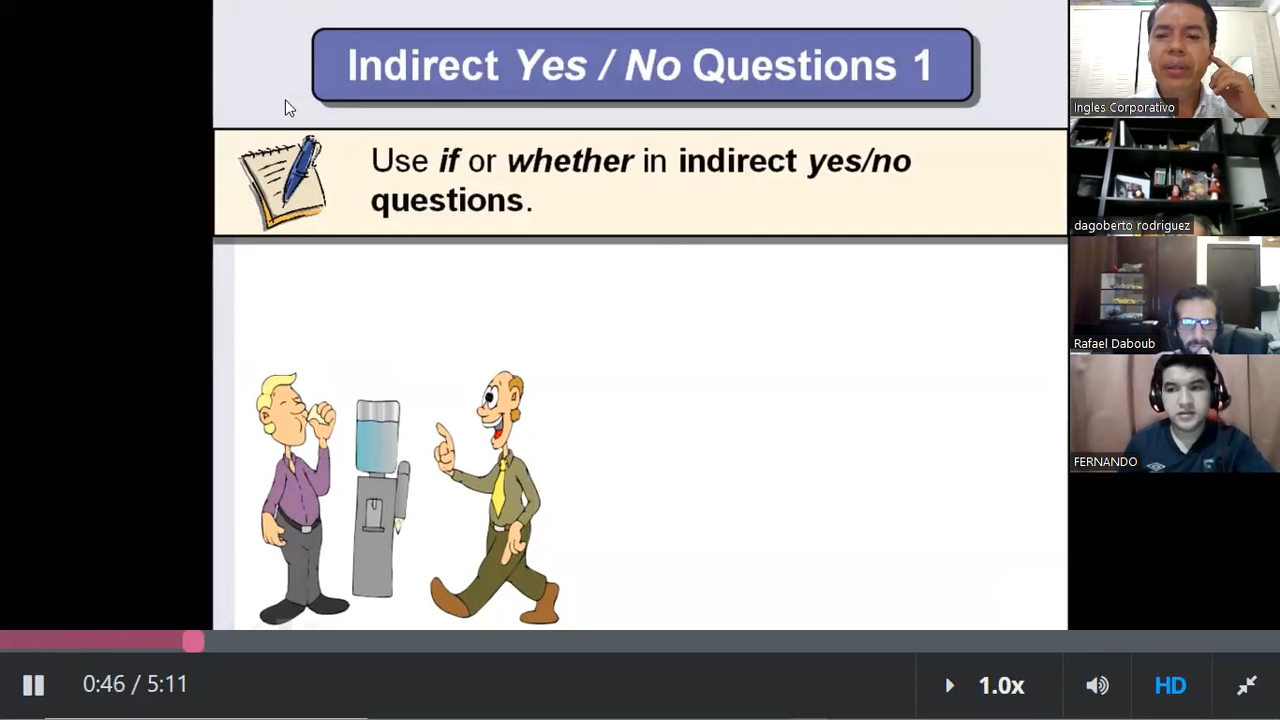 Indirect Yes / No Questions 1
Use if or whether in indirect yes/no
questions.
Ingles Corporativo
dagoberto rodriguez
Rafael Daboub
FERNANDO
0:46 / 5:11
1.0x
HD